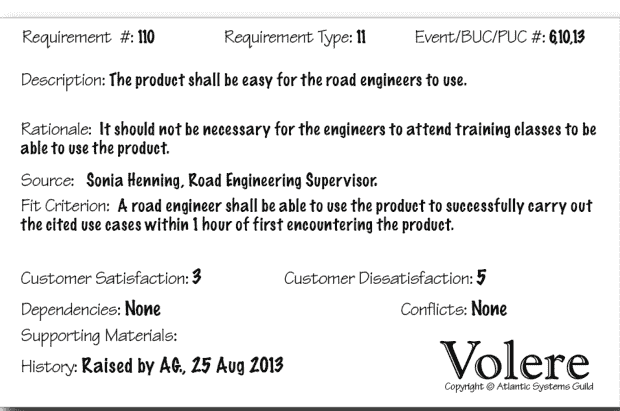 Requirement #: 110 Requirement Type: 11 Event/BUC/PUC #: 6,10,13
Description: The product shall be easy for the road engineers to use.
Rationale: It should not be necessary for the engineers to attend training classes to be
able to use the product.
Source: Sonia Henning, Road Engineering Supervisor.
Fit Criterion: A road engineer shall be able to use the product to successfully carry out
the cited use cases within 1 hour of first encountering the product.
Customer Satisfaction: 3 Customer Dissatisfaction: 5
Dependencies: None Conflicts: None
Supporting Materials:
History: Raised by AG., 25 Aug 2013
Volere
Copyright © Atlantic Systems Guild